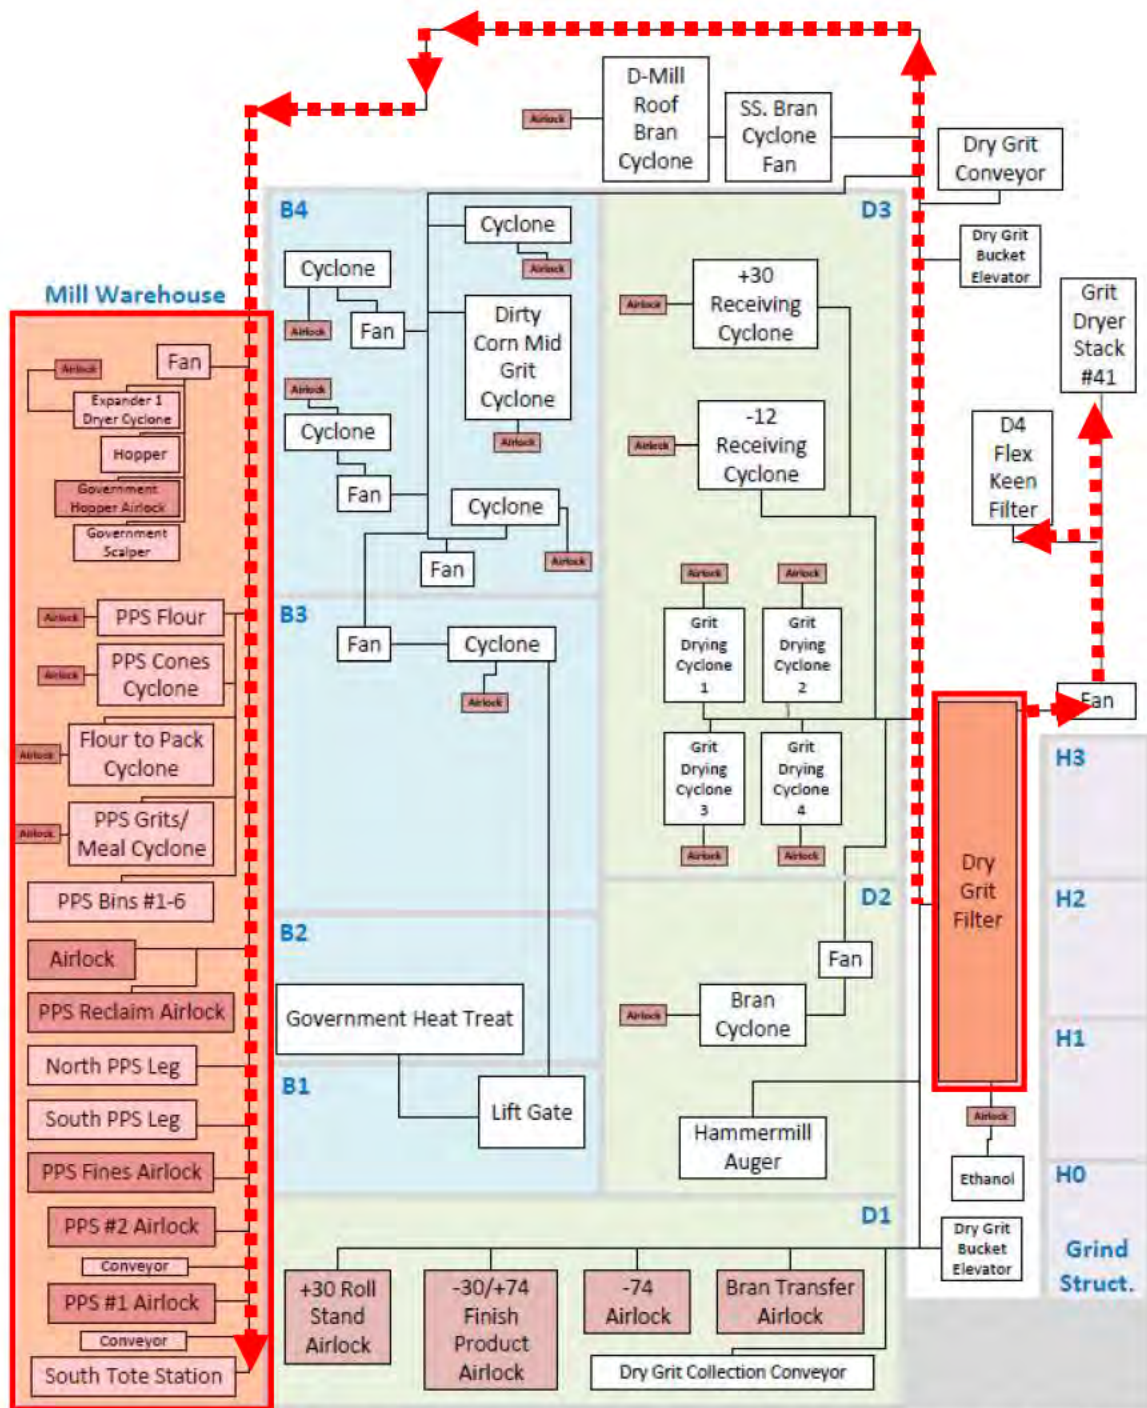 D-Mill
Roof
Bran
Cyclone
SS. Bran
Cyclone
Fan
Airlock
Dry Grit
Conveyor
B4
D3
Cyclone
Airlock
Cyclone
Airlock
Fan
Dirty
Corn Mid
Grit
Cyclone
Airlock
Airlock
Cyclone
Fan
Cyclone
Airlock
Fan
Airlock
+30
Receiving
Cyclone
Airlock
-12
Receiving
Cyclone
Dry Grit
Bucket
Elevator
Grit
Dryer
Stack
#41
D4
Flex
Keen
Filter
Fan
Mill Warehouse
Fan
Airlock
Expander 1
Dryer Cyclone
Hopper
Government
Hopper Airlock
Government
Scalper
Airlock
PPS Flour
Airlock
PPS Cones
Cyclone
Airlock
Flour to Pack
Cyclone
Airlock
PPS Grits/
Meal Cyclone
PPS Bins #1-6
Airlock
PPS Reclaim Airlock
North PPS Leg
South PPS Leg
PPS Fines Airlock
PPS #2 Airlock
Conveyor
PPS #1 Airlock
Conveyor
South Tote Station
B3
Fan
Cyclone
Airlock
Airlock
Airlock
Grit
Drying
Cyclone
1
Grit
Drying
Cyclone
2
Grit
Drying
Cyclone
3
Grit
Drying
Cyclone
4
Airlock
Airlock
B2
Government Heat Treat
B1
Lift Gate
D2
Fan
Airlock
Bran
Cyclone
Hammermill
Auger
Dry
Grit
Filter
Airlock
Ethanol
Dry Grit
Bucket
Elevator
H3
H2
H1
H0
Grind
Struct.
D1
+30 Roll
Stand
Airlock
-30/+74
Finish
Product
Airlock
-74
Airlock
Bran Transfer
Airlock
Dry Grit Collection Conveyor